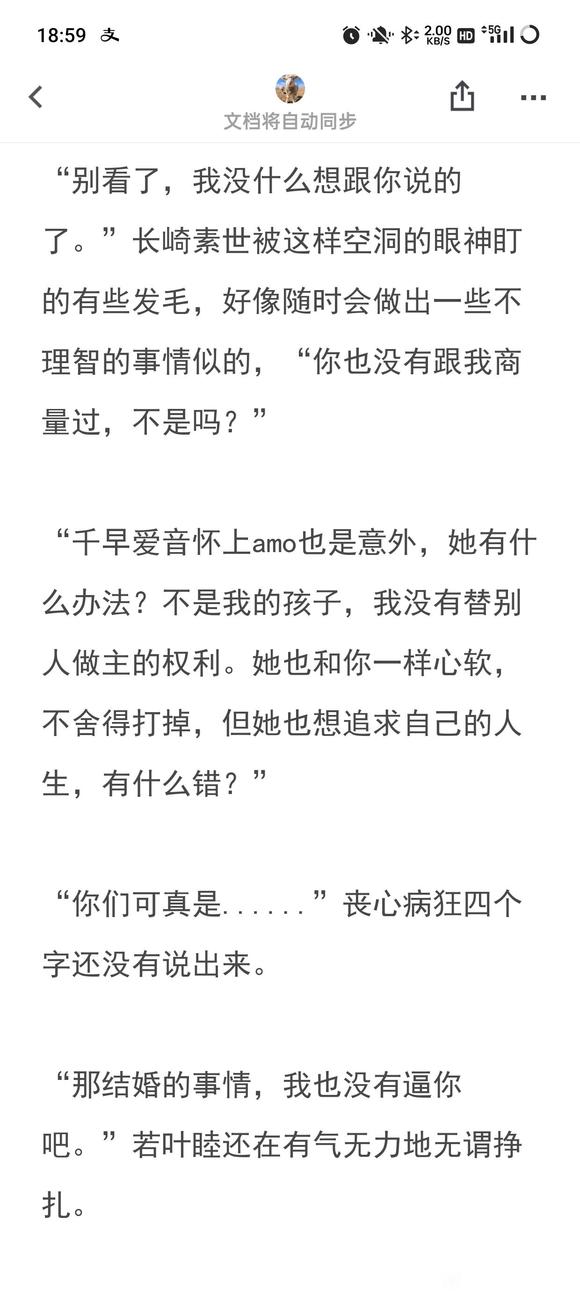 18:59 支 2.00 KB/S HD 5G
文档将自动同步
“别看了，我没什么想跟你说的
了。”长崎素世被这样空洞的眼神盯
的有些发毛，好像随时会做出一些不
理智的事情似的，“你也没有跟我商
量过，不是吗？”
“千早爱音怀上amo也是意外，她有什
么办法？不是我的孩子，我没有替别
人做主的权利。她也和你一样心软，
不舍得打掉，但她也想追求自己的人
生，有什么错？”
“你们可真是......”丧心病狂四个
字还没有说出来。
“那结婚的事情，我也没有逼你
吧。”若叶睦还在有气无力地无谓挣
扎。